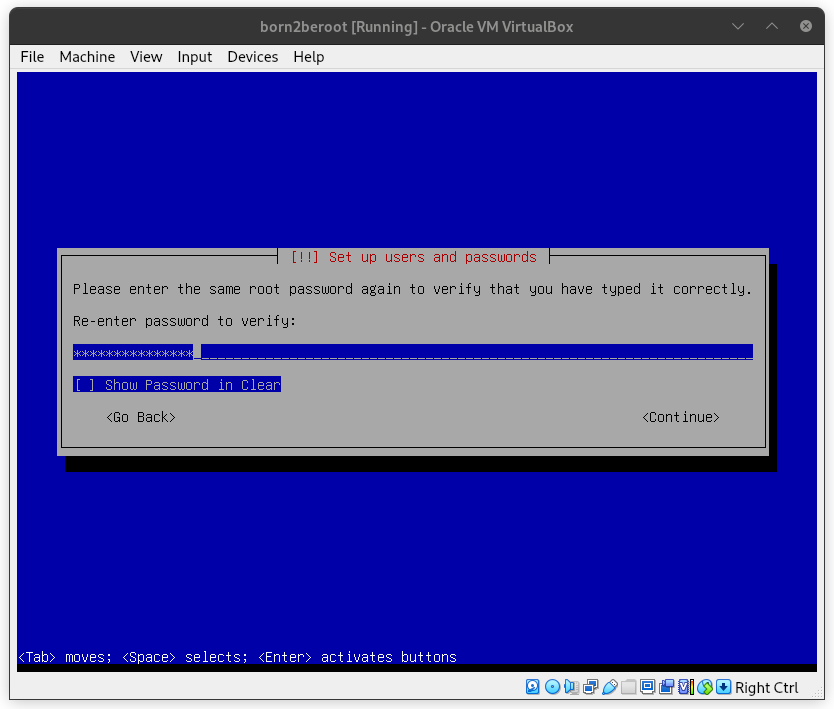 born2beroot [Running] - Oracle VM VirtualBox
File Machine View Input Devices Help
[!!] Set up users and passwords
Please enter the same root password again to verify that you have typed it correctly.
Re-enter password to verify:
***************
[ ] Show Password in Clear
<Go Back> <Continue>
<Tab> moves; <Space> selects; <Enter> activates buttons
Right Ctrl